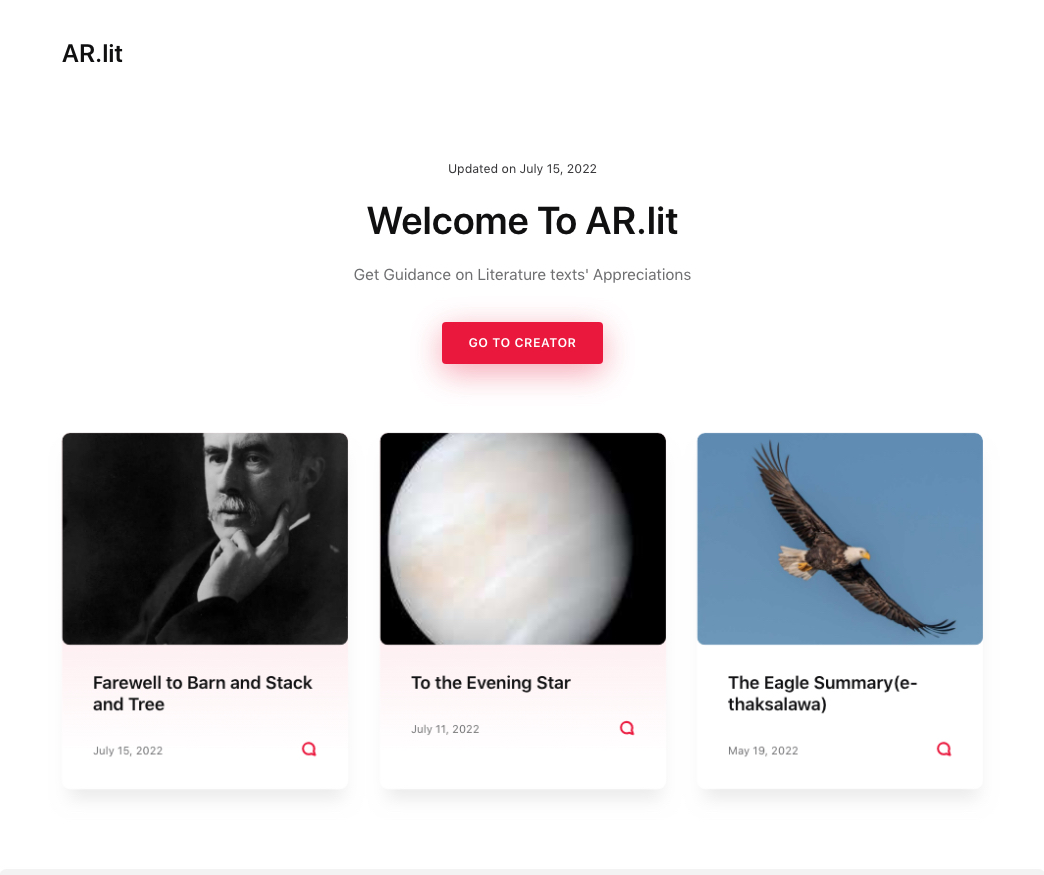 AR.lit
Updated on July 15, 2022
Welcome To AR.lit
Get Guidance on Literature texts' Appreciations
GO TO CREATOR
Farewell to Barn and Stack
and Tree
July 15, 2022
To the Evening Star
July 11, 2022
The Eagle Summary(e-
thaksalawa)
May 19, 2022